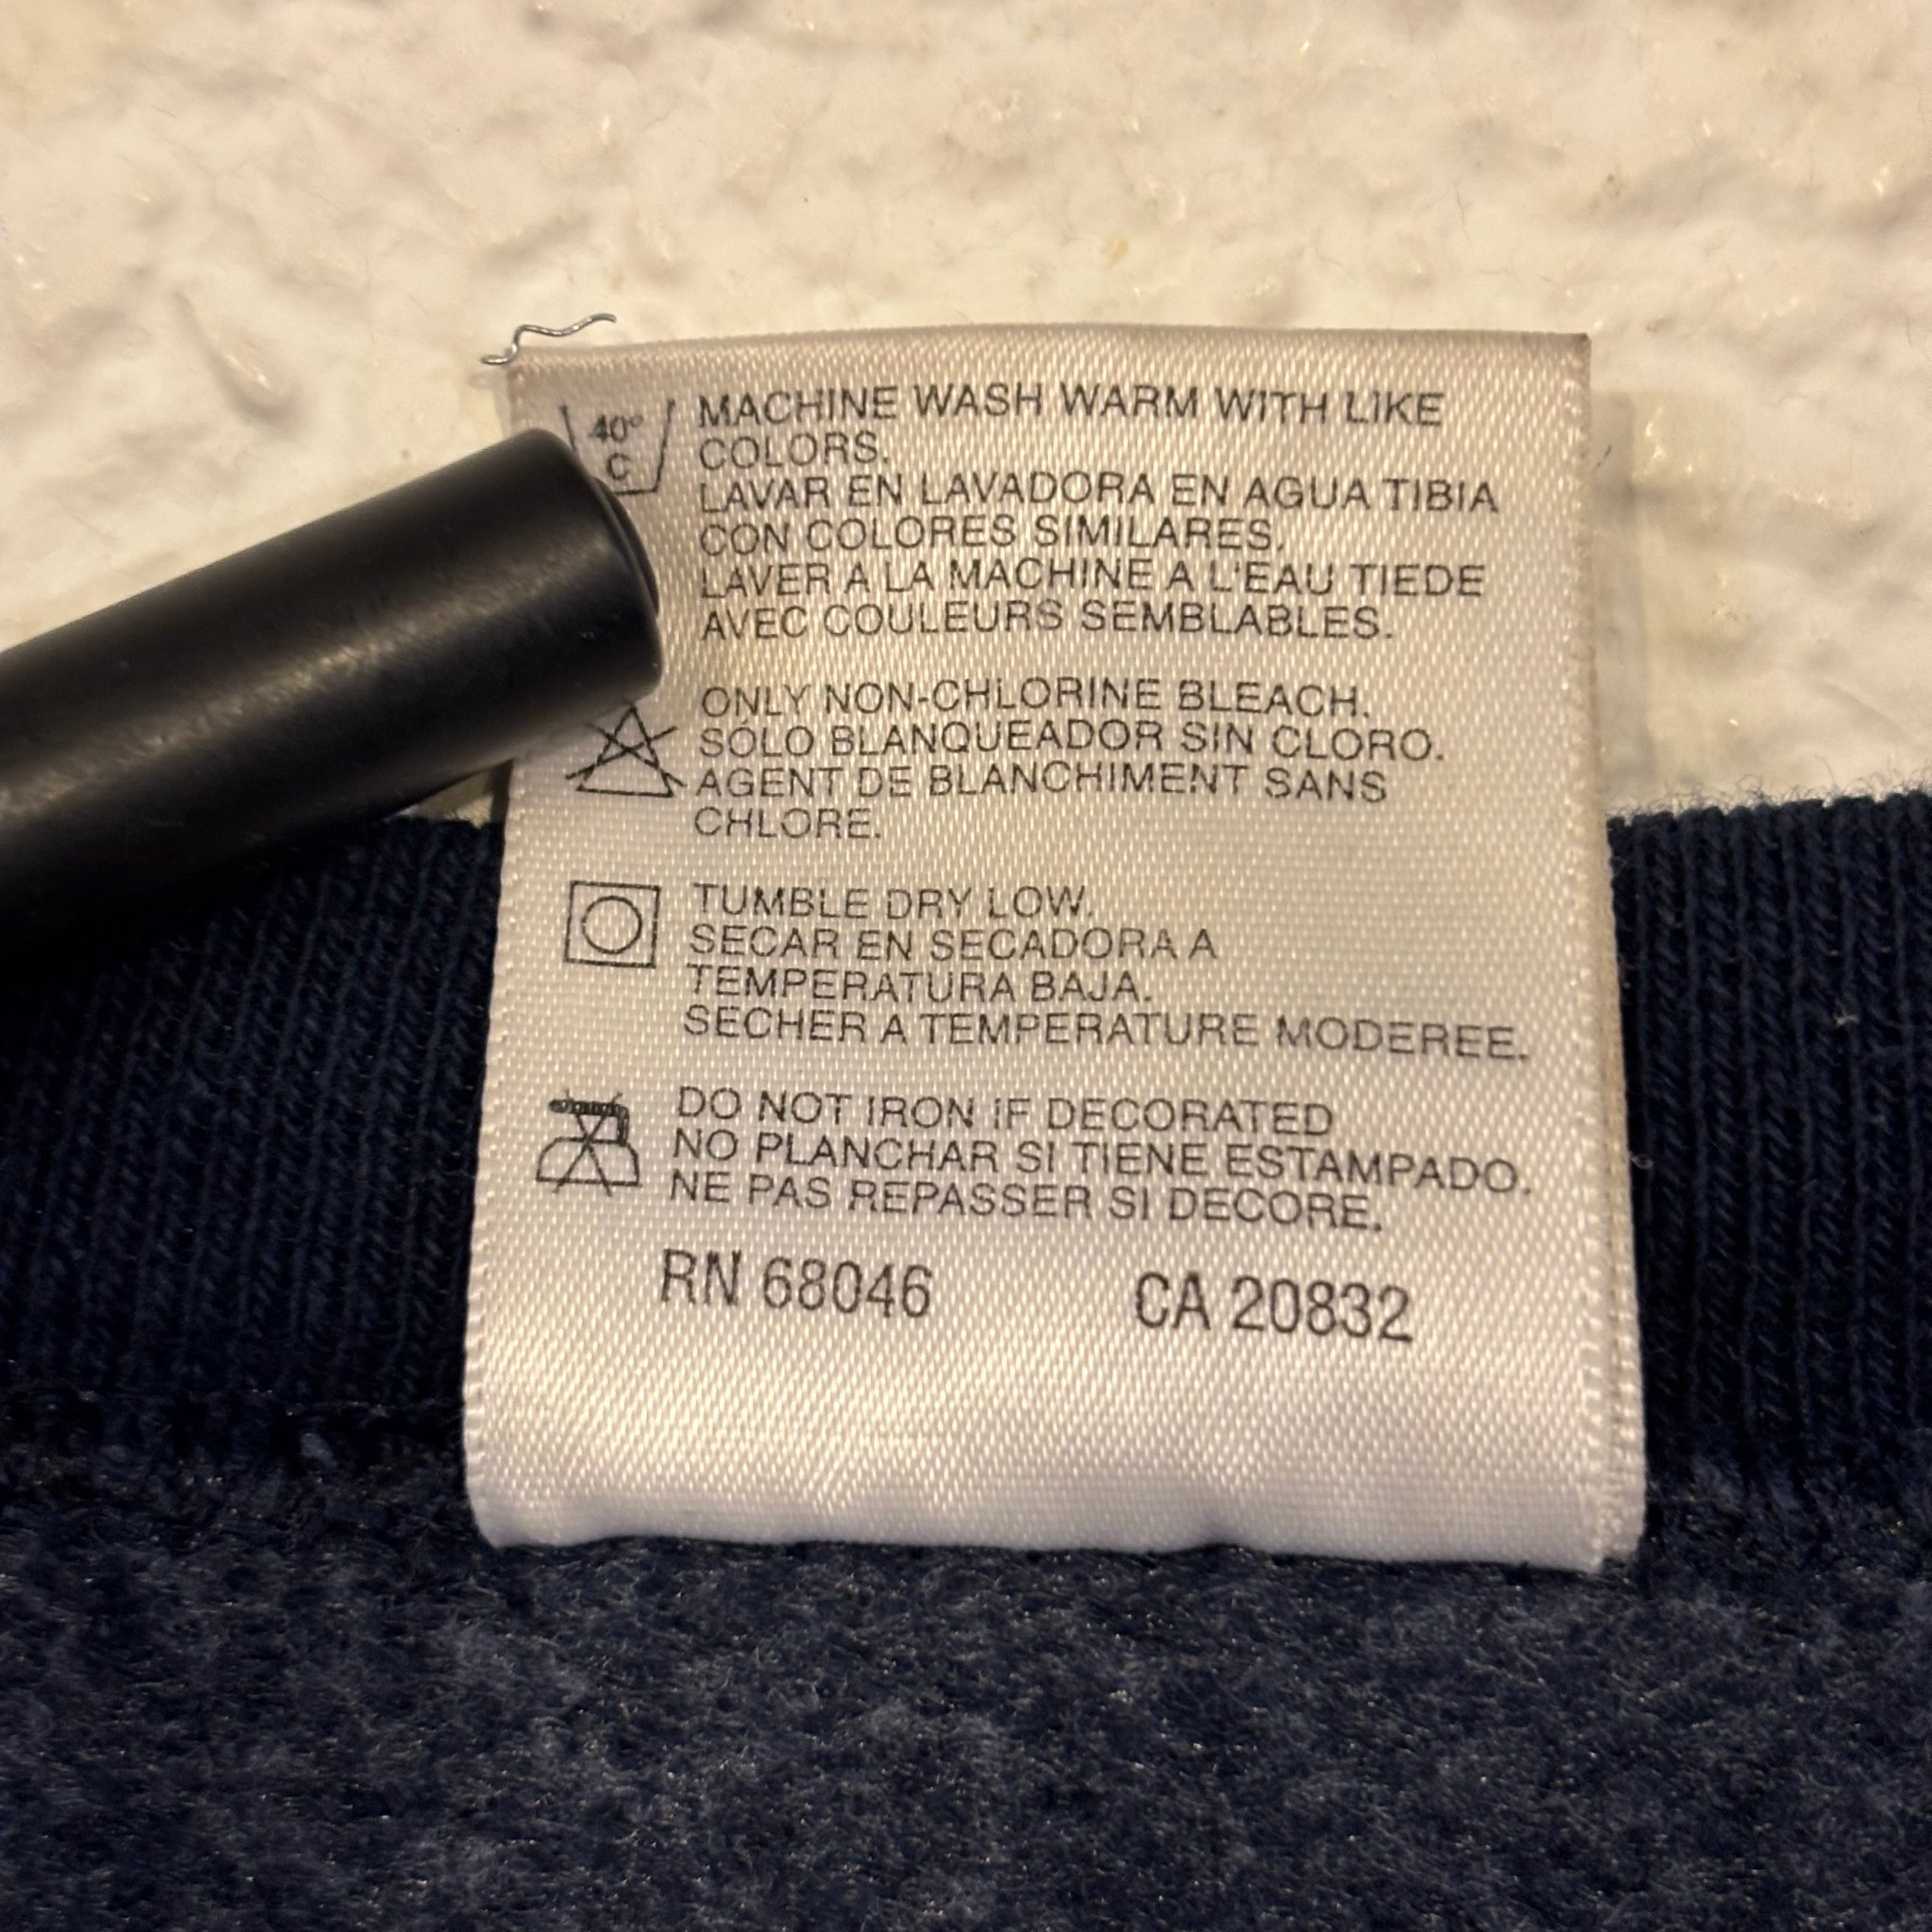 40°
C
MACHINE WASH WARM WITH LIKE
COLORS.
LAVAR EN LAVADORA EN AGUA TIBIA
CON COLORES SIMILARES.
LAVER A LA MACHINE A L'EAU TIEDE
AVEC COULEURS SEMBLABLES.
ONLY NON-CHLORINE BLEACH.
SÓLO BLANQUEADOR SIN CLORO.
AGENT DE BLANCHIMENT SANS
CHLORE.
TUMBLE DRY LOW.
SECAR EN SECADORA A
TEMPERATURA BAJA.
SECHER A TEMPERATURE MODEREE.
DO NOT IRON IF DECORATED
NO PLANCHAR SI TIENE ESTAMPADO.
NE PAS REPASSER SI DECORE.
RN 68046 CA 20832